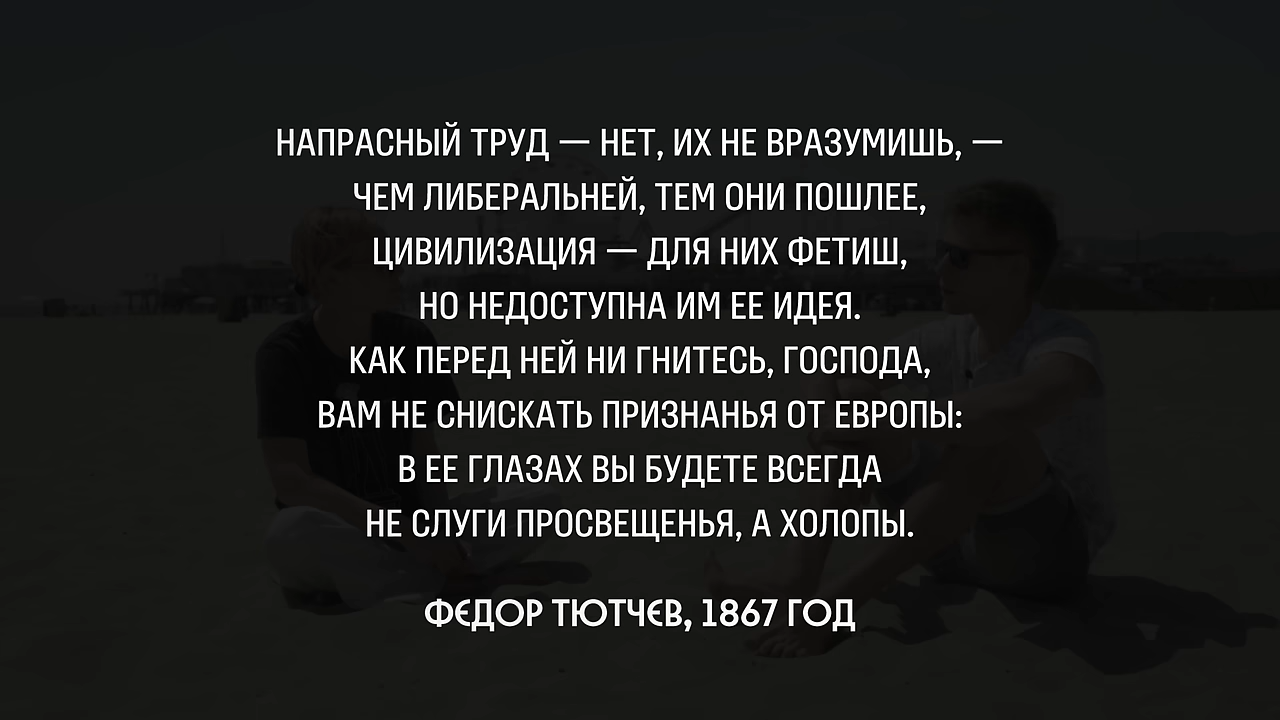 НАПРАСНЫЙ ТРУД — НЕТ, ИХ НЕ ВРАЗУМИШЬ, —
ЧЕМ ЛИБЕРАЛЬНЕЙ, ТЕМ ОНИ ПОШЛЕЕ,
ЦИВИЛИЗАЦИЯ — ДЛЯ НИХ ФЕТИШ,
НО НЕДОСТУПНА ИМ ЕЕ ИДЕЯ.
КАК ПЕРЕД НЕЙ НИ ГНИТЕСЬ, ГОСПОДА,
ВАМ НЕ СНИСКАТЬ ПРИЗНАНЬЯ ОТ ЕВРОПЫ:
В ЕЕ ГЛАЗАХ ВЫ БУДЕТЕ ВСЕГДА
НЕ СЛУГИ ПРОСВЕЩЕНЬЯ, А ХОЛОПЫ.
ФЕДОР ТЮТЧЕВ, 1867 ГОД